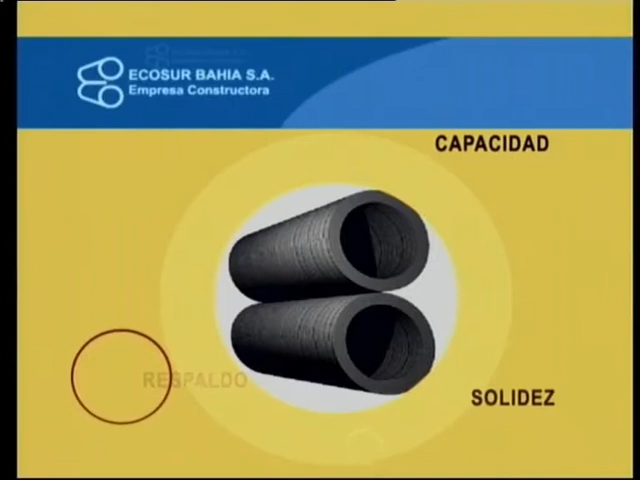 ECOSUR BAHIA S.A.
Empresa Constructora
CAPACIDAD
RESPALDO
SOLIDEZ